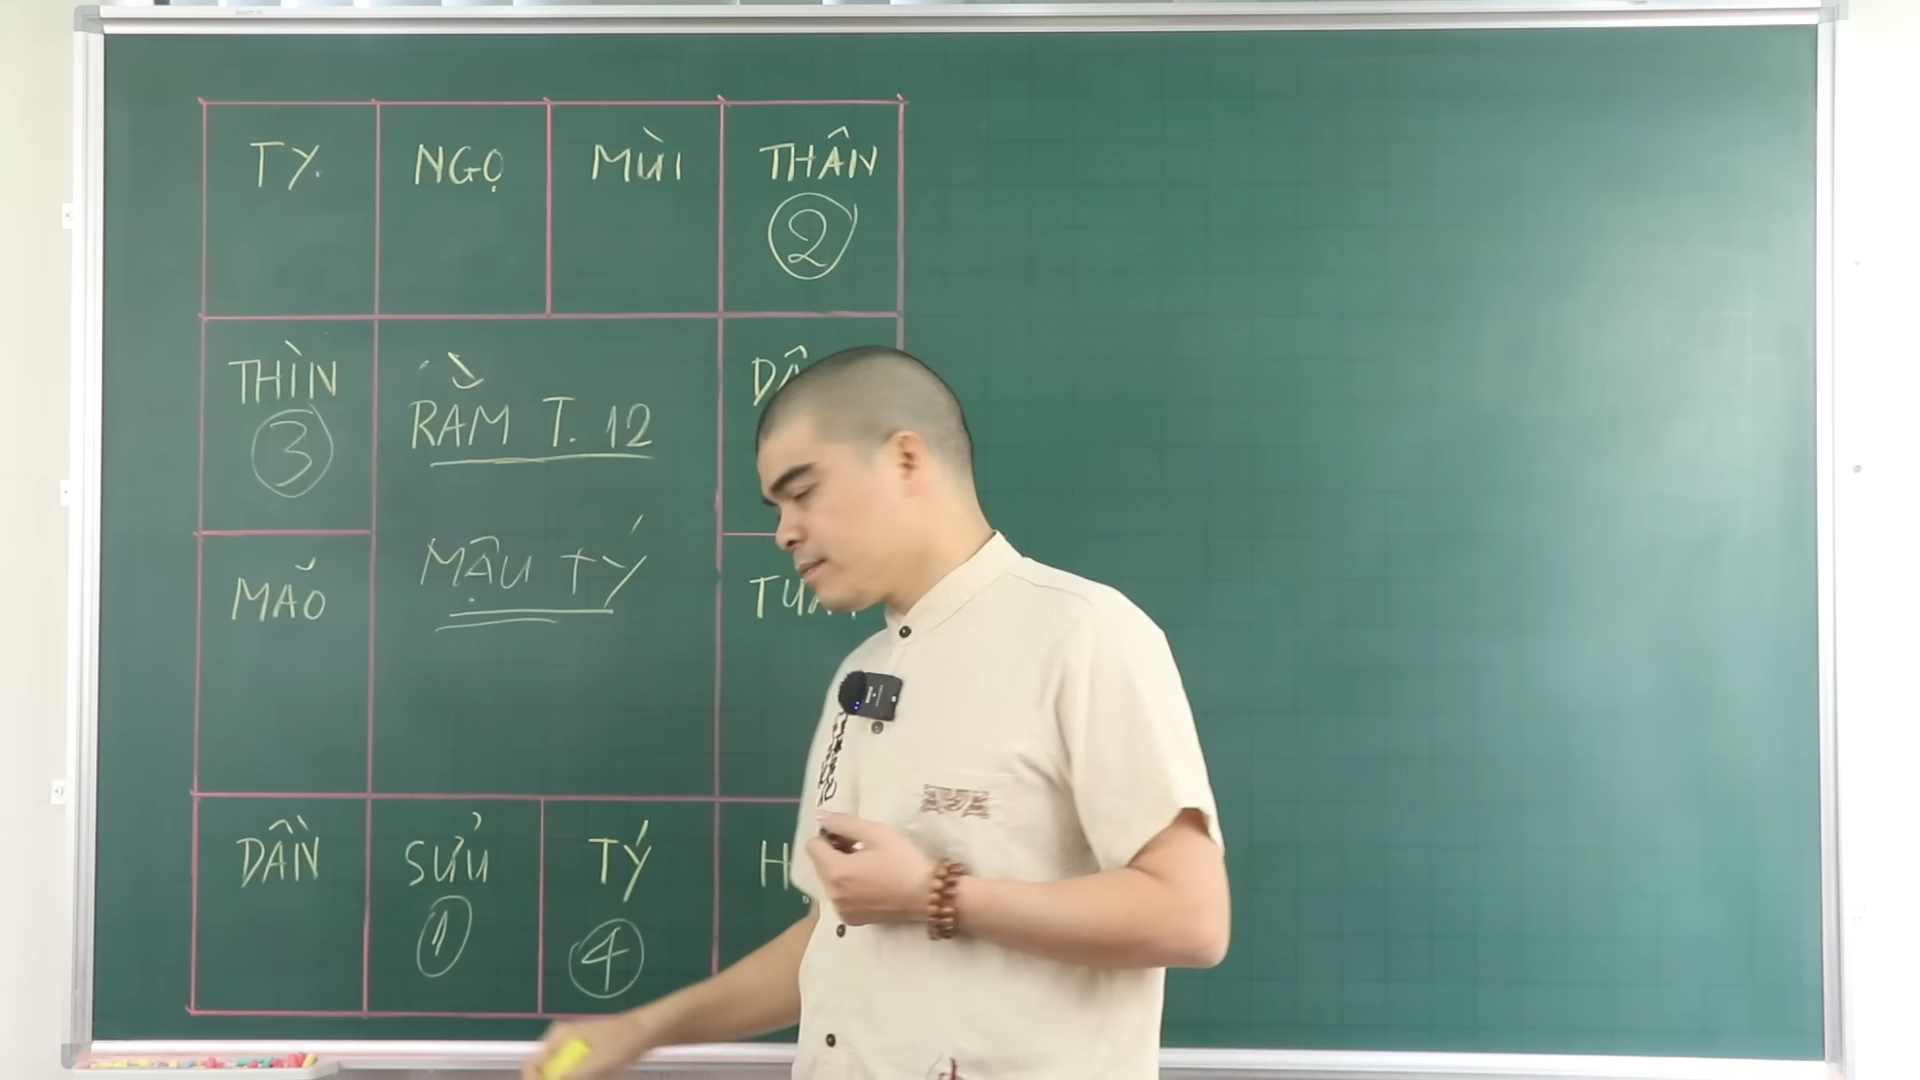 TỴ
NGỌ
MÙI
THÂN
2
THÌN
3
RẰM T. 12
MẬU TÝ
MÃO
DẦN
SỬU
1
TÝ
4